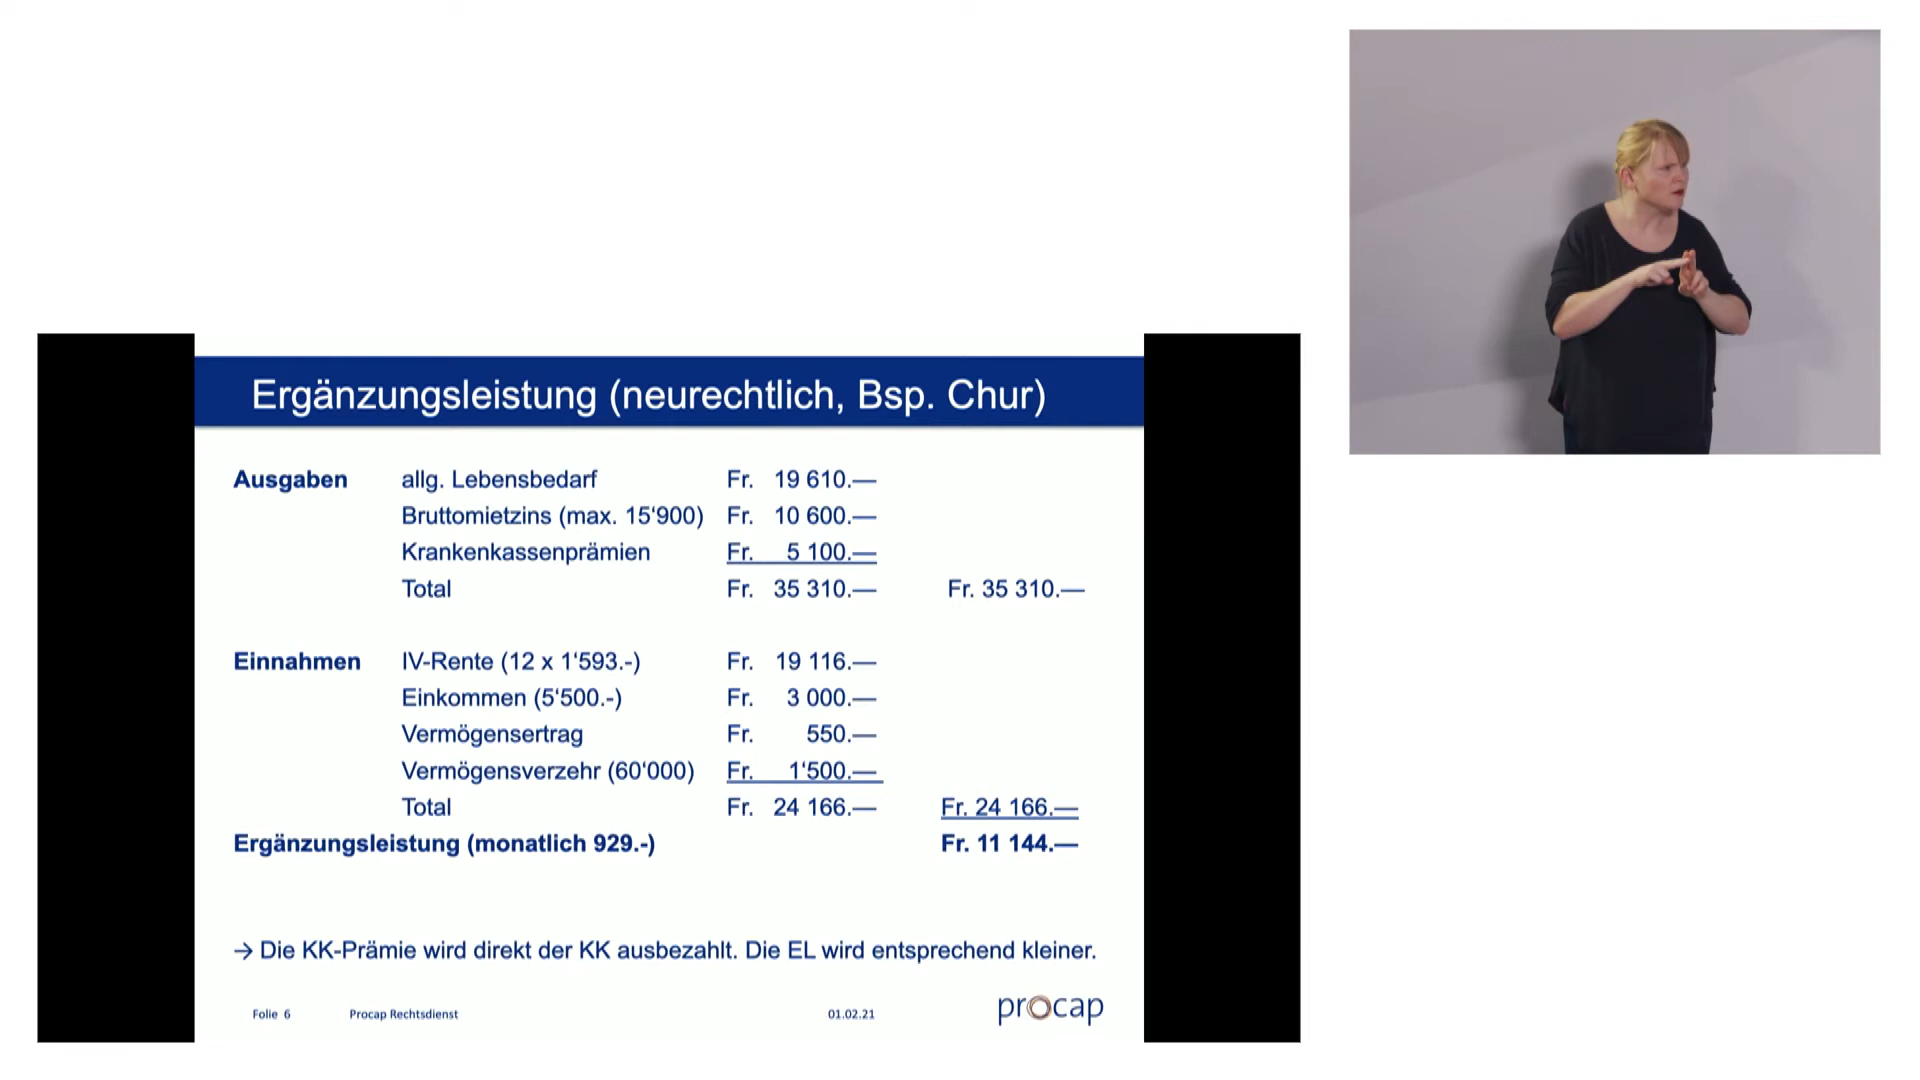 Ergänzungsleistung (neurechtlich, Bsp. Chur)
Ausgaben allg. Lebensbedarf Fr. 19 610.—
Bruttomietzins (max. 15‘900) Fr. 10 600.—
Krankenkassenprämien Fr. 5 100.—
Total Fr. 35 310.— Fr. 35 310.—
Einnahmen IV-Rente (12 x 1‘593.-) Fr. 19 116.—
Einkommen (5‘500.-) Fr. 3 000.—
Vermögensertrag Fr. 550.—
Vermögensverzehr (60‘000) Fr. 1‘500.—
Total Fr. 24 166.— Fr. 24 166.—
Ergänzungsleistung (monatlich 929.-) Fr. 11 144.—
→ Die KK-Prämie wird direkt der KK ausbezahlt. Die EL wird entsprechend kleiner.
Folie 6 Procap Rechtsdienst 01.02.21 procap